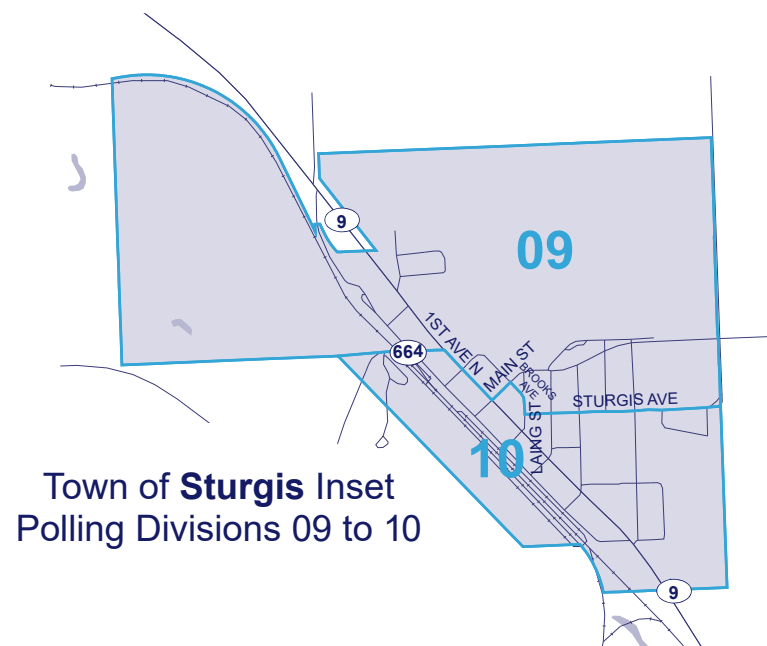 9
09
1ST AVE N
664
MAIN ST
BROOKS
AVE
STURGIS AVE
LAING ST
10
Town of Sturgis Inset
Polling Divisions 09 to 10
9